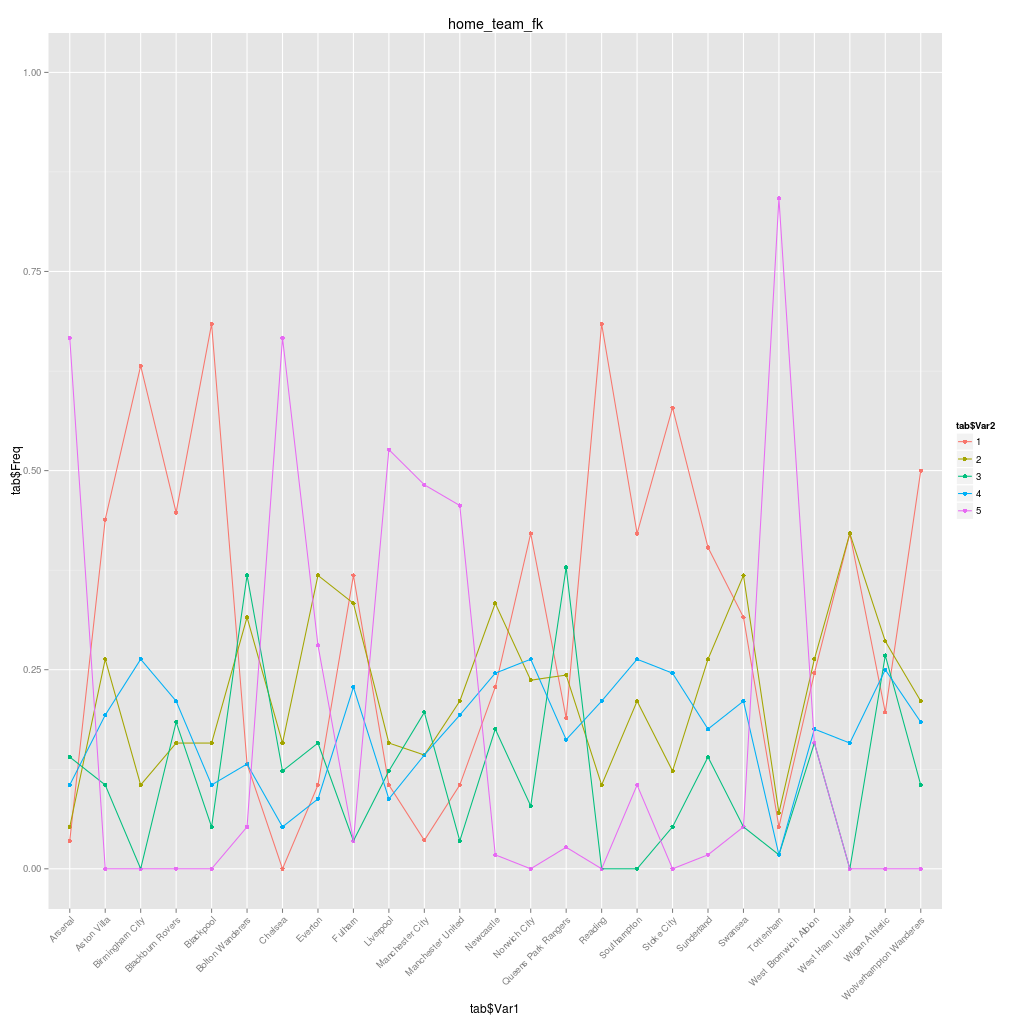 home_team_fk
1.00
0.75
0.50
0.25
0.00
tab$Freq
tab$Var2
1
2
3
4
5
Arsenal
Aston Villa
Birmingham City
Blackburn Rovers
Blackpool
Bolton Wanderers
Chelsea
Everton
Fulham
Liverpool
Manchester City
Manchester United
Newcastle
Norwich City
Queens Park Rangers
Reading
Southampton
Stoke City
Sunderland
Swansea
Tottenham
West Bromwich Albion
West Ham United
Wigan Athletic
Wolverhampton Wanderers
tab$Var1